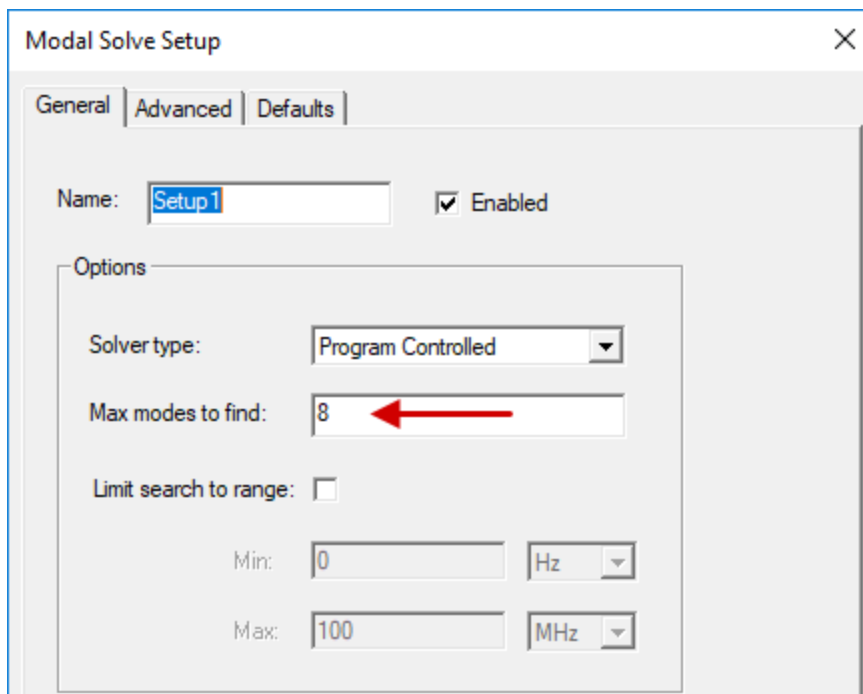 Modal Solve Setup
General Advanced Defaults
Name: Setup1 Enabled
Options
Solver type: Program Controlled
Max modes to find: 8
Limit search to range:
Min: 0 Hz
Max: 100 MHz